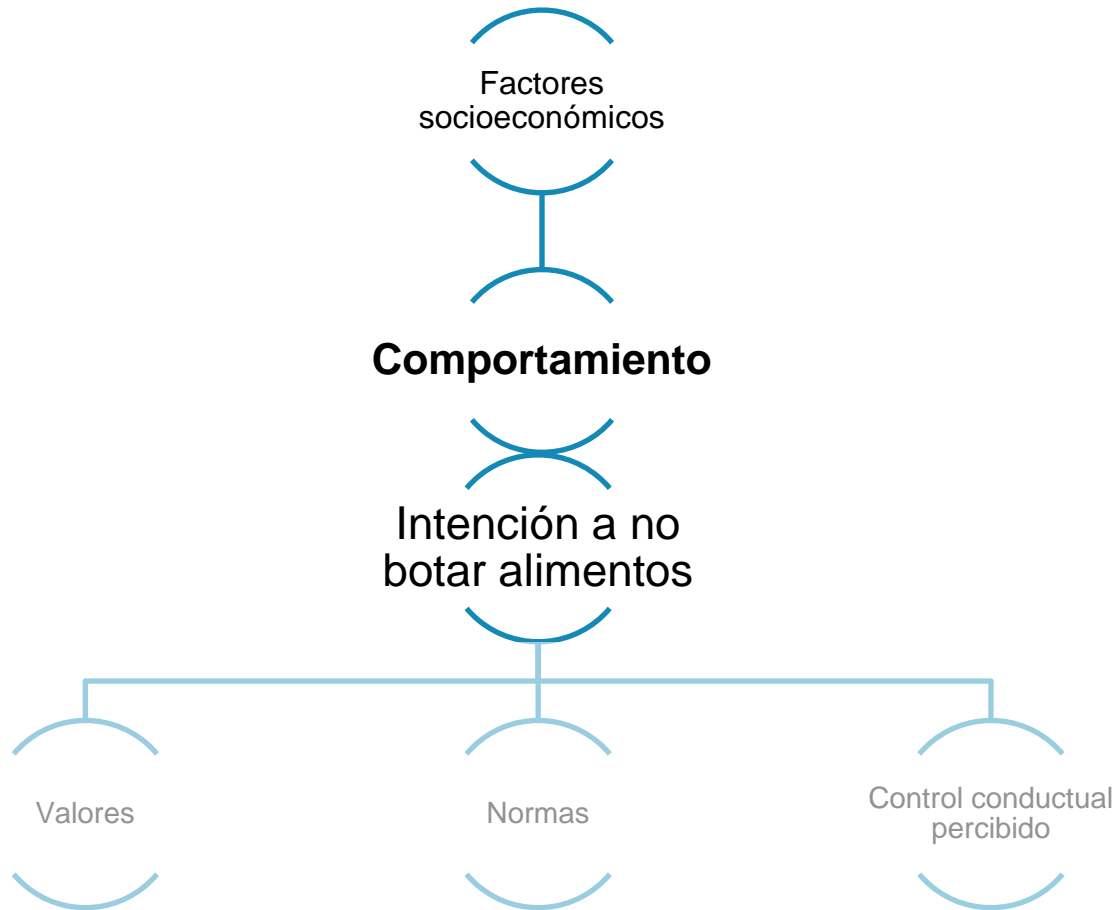 Factores
socioeconómicos
Comportamiento
Intención a no
botar alimentos
Valores
Normas
Control conductual
percibido